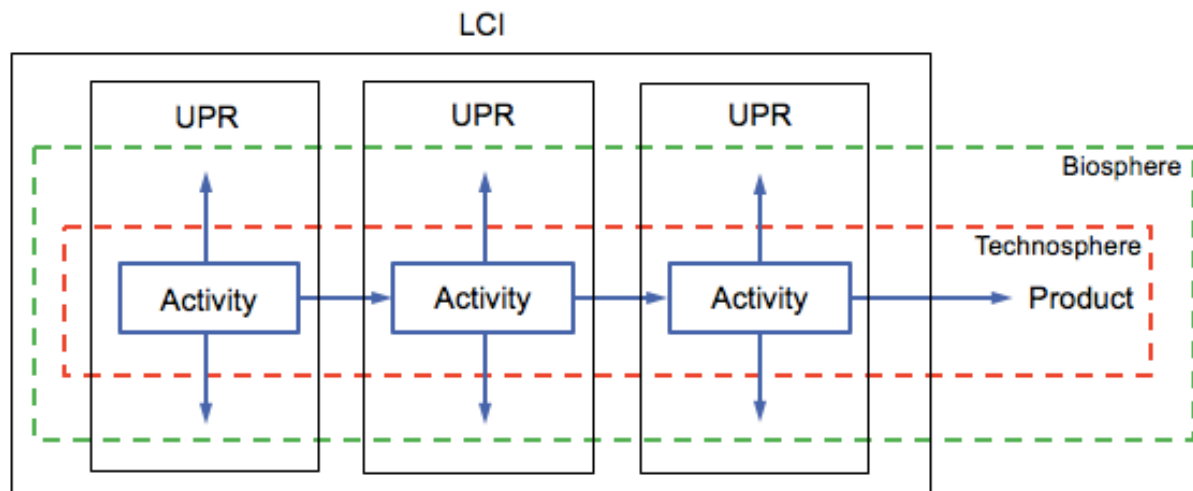 LCI
UPR
UPR
UPR
Biosphere
Technosphere
Activity
Activity
Activity
Product